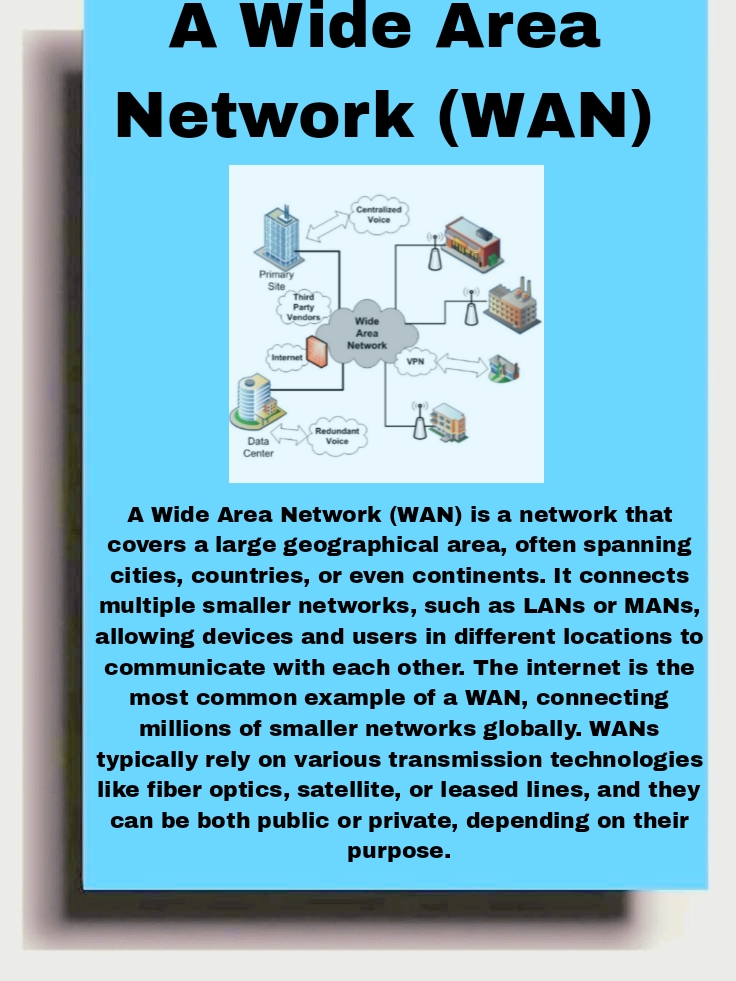 A Wide Area
Network (WAN)
Centralized
Voice
Primary
Site
Third
Party
Vendors
Wide
Area
Network
Internet
VPN
Data
Center
Redundant
Voice
A Wide Area Network (WAN) is a network that
covers a large geographical area, often spanning
cities, countries, or even continents. It connects
multiple smaller networks, such as LANs or MANs,
allowing devices and users in different locations to
communicate with each other. The internet is the
most common example of a WAN, connecting
millions of smaller networks globally. WANs
typically rely on various transmission technologies
like fiber optics, satellite, or leased lines, and they
can be both public or private, depending on their
purpose.